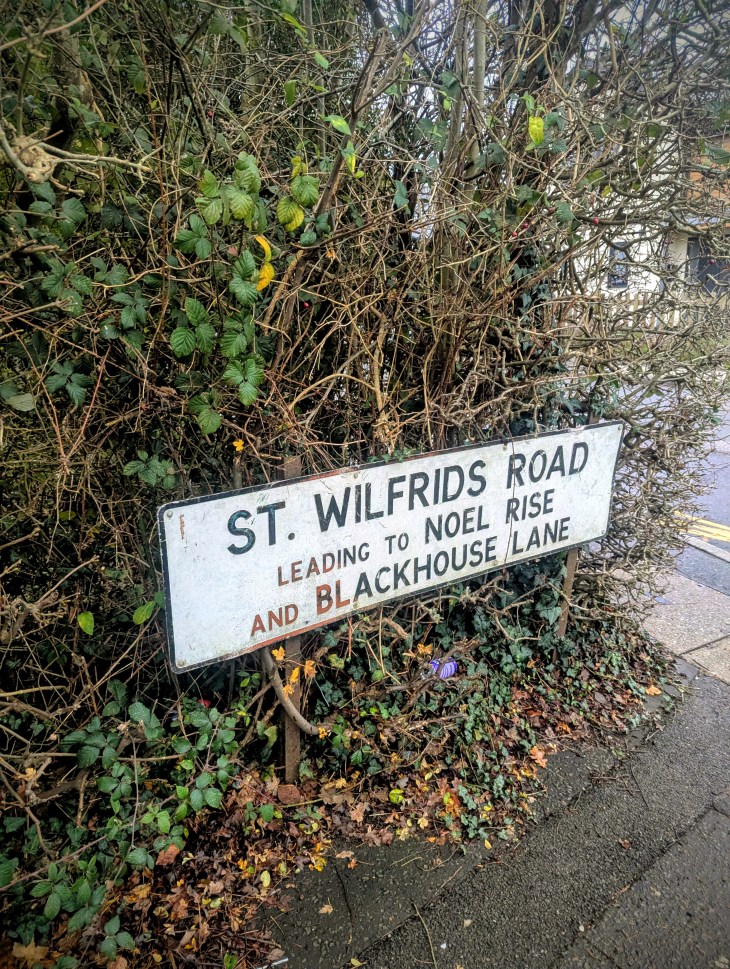 ST. WILFRIDS ROAD
LEADING TO NOEL RISE
AND BLACKHOUSE LANE